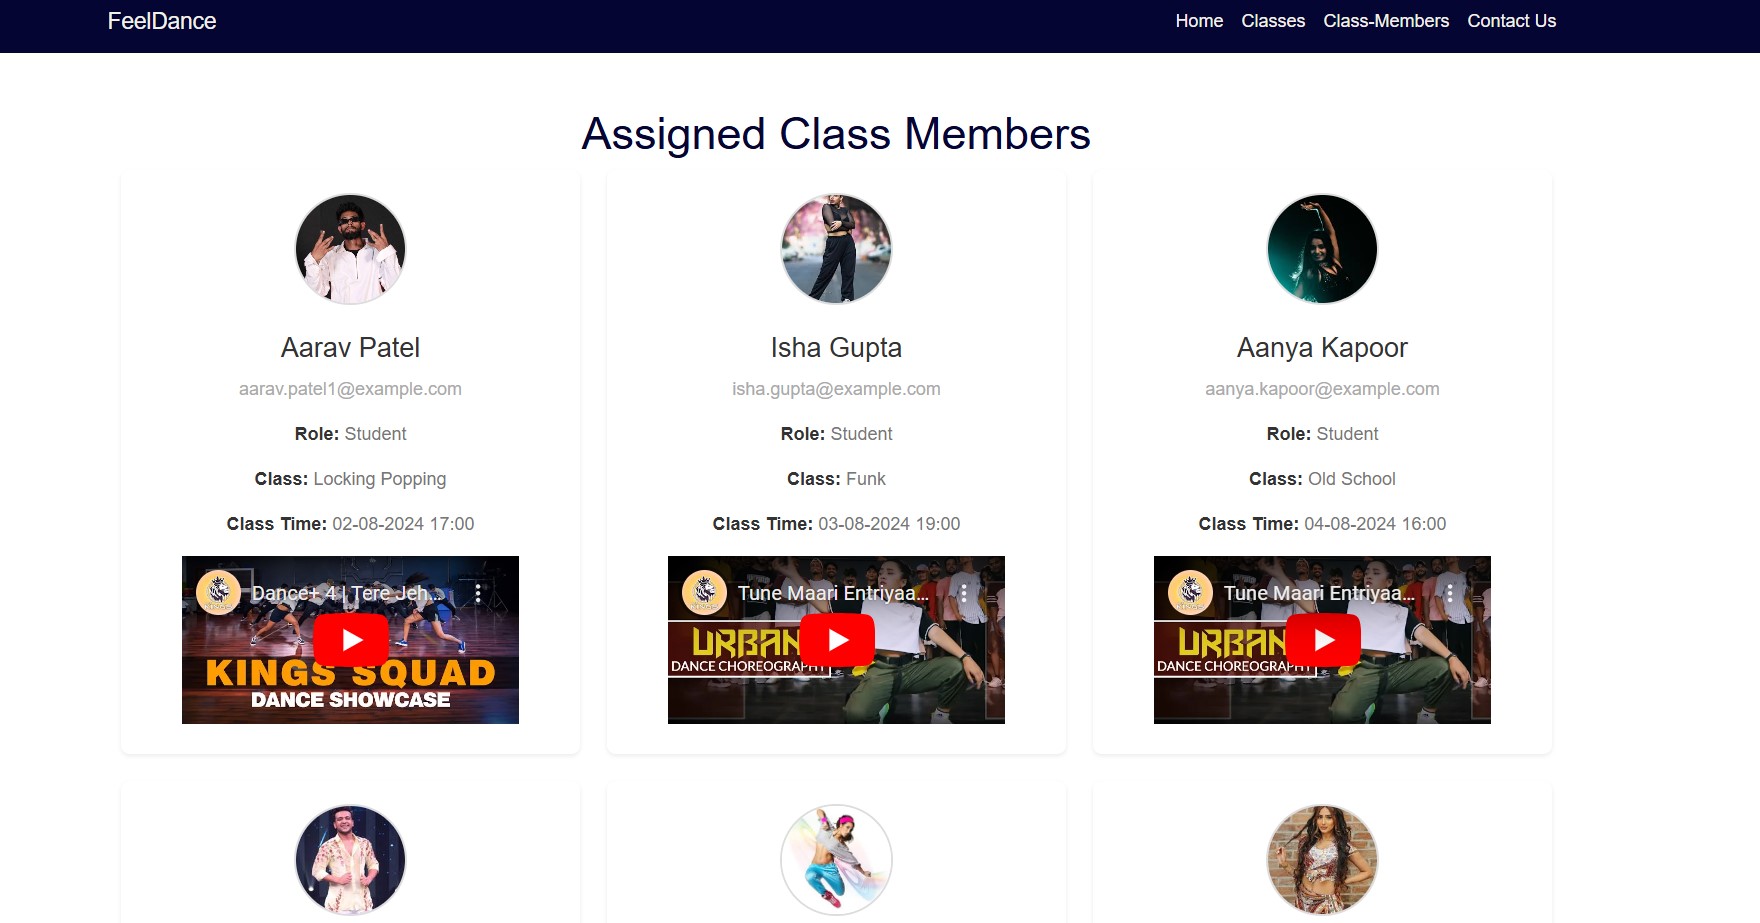 FeelDance
Home Classes Class-Members Contact Us
Assigned Class Members
Aarav Patel
aarav.patel1@example.com
Role: Student
Class: Locking Popping
Class Time: 02-08-2024 17:00
Dance+ 4 | Tere Jeh...
KINGS SQUAD
DANCE SHOWCASE
Isha Gupta
isha.gupta@example.com
Role: Student
Class: Funk
Class Time: 03-08-2024 19:00
Tune Maari Entriyaa...
URBAN
DANCE CHOREOGRAPHY
Aanya Kapoor
aanya.kapoor@example.com
Role: Student
Class: Old School
Class Time: 04-08-2024 16:00
Tune Maari Entriyaa...
URBAN
DANCE CHOREOGRAPHY